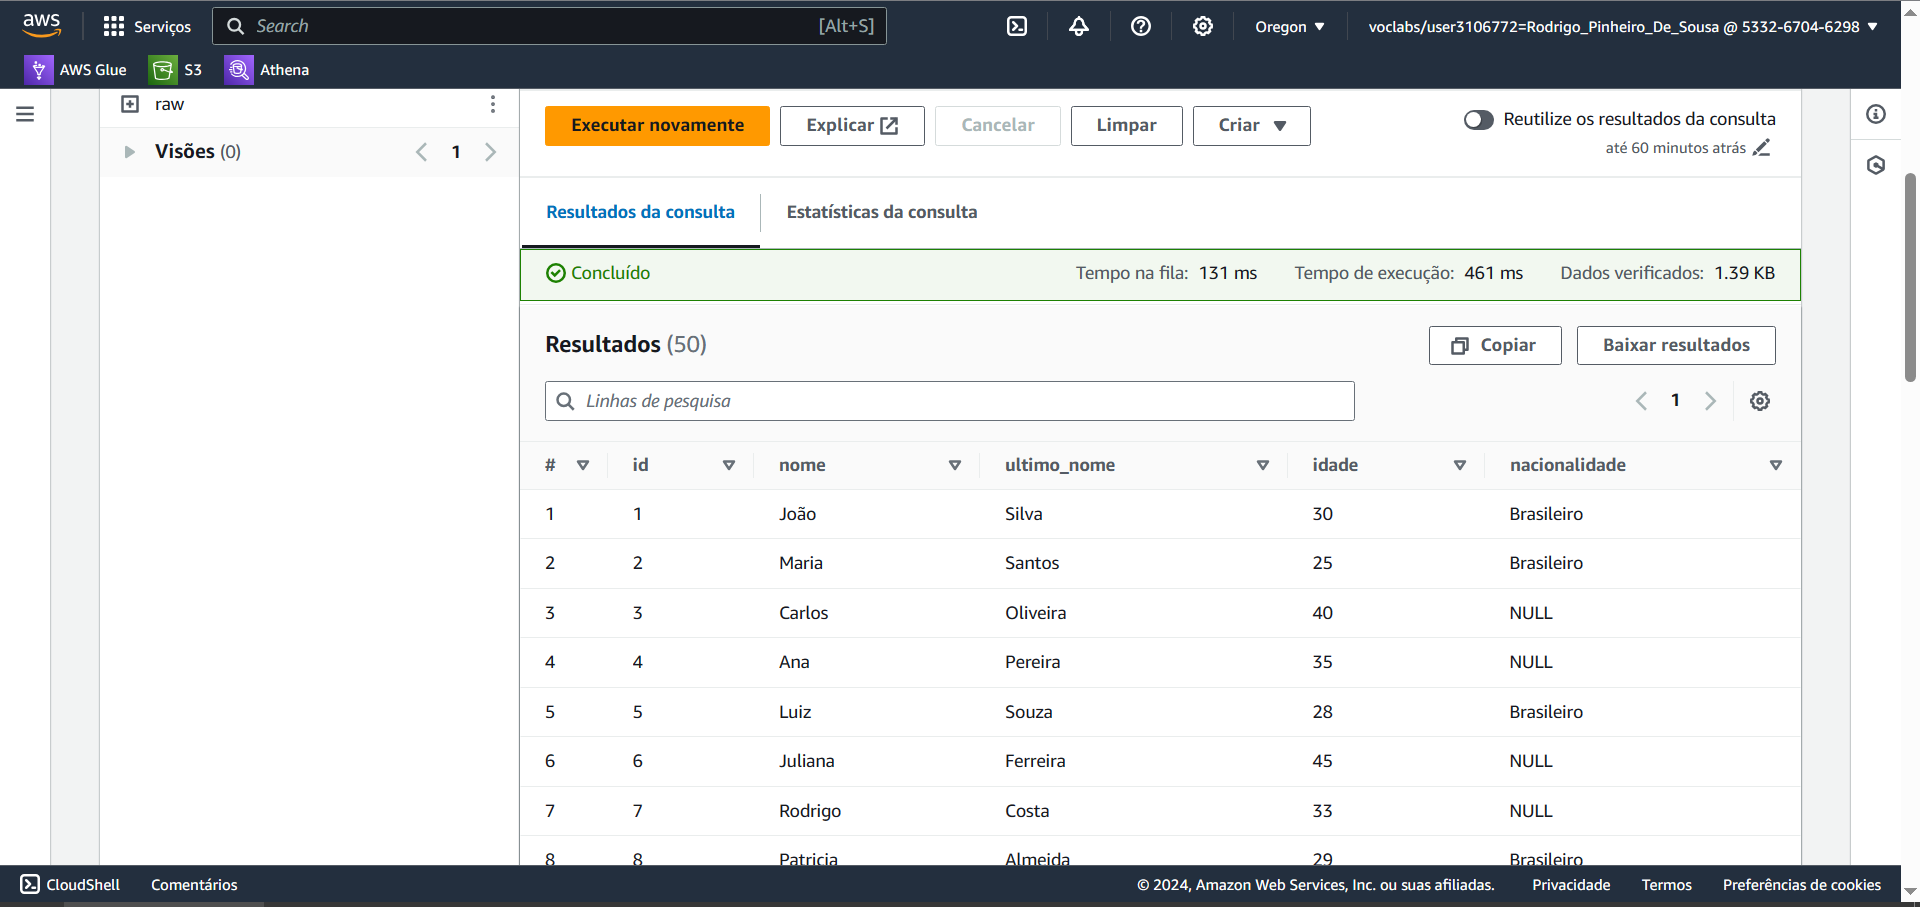 aws
Serviços
Search
[Alt+S]
Oregon
voclabs/user3106772=Rodrigo_Pinheiro_De_Sousa @ 5332-6704-6298
AWS Glue
S3
Athena
raw
Visões (0)
1
Executar novamente
Explicar
Cancelar
Limpar
Criar
Reutilize os resultados da consulta
até 60 minutos atrás
Resultados da consulta
Estatísticas da consulta
Concluído
Tempo na fila: 131 ms
Tempo de execução: 461 ms
Dados verificados: 1.39 KB
Resultados (50)
Copiar
Baixar resultados
Linhas de pesquisa
1
# id nome ultimo_nome idade nacionalidade
1 1 João Silva 30 Brasileiro
2 2 Maria Santos 25 Brasileiro
3 3 Carlos Oliveira 40 NULL
4 4 Ana Pereira 35 NULL
5 5 Luiz Souza 28 Brasileiro
6 6 Juliana Ferreira 45 NULL
7 7 Rodrigo Costa 33 NULL
8 8 Patricia Almeida 29 Brasileiro
CloudShell
Comentários
© 2024, Amazon Web Services, Inc. ou suas afiliadas.
Privacidade
Termos
Preferências de cookies